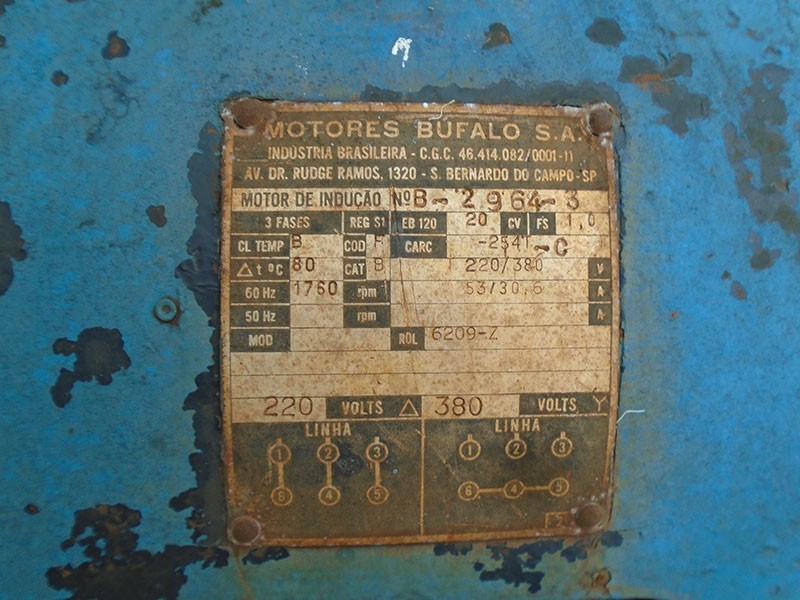 MOTORES BUFALO S.A.
INDÚSTRIA BRASILEIRA - C.G.C. 46.414.082/0001-11
AV. DR. RUDGE RAMOS, 1320 - S. BERNARDO DO CAMPO-SP
MOTOR DE INDUÇÃO Nº B-2964-3
3 FASES REG S1 EB 120 20 CV FS 1,0
CL TEMP B COD F CARC -2541-C
Δt ºC 80 CAT B 220/380 V
60 Hz 1760 rpm 53/30,6 A
50 Hz rpm A
MOD ROL 6209-Z
220 VOLTS Δ 380 VOLTS Y
LINHA LINHA
1 2 3 1 2 3
6 4 5 6 4 5